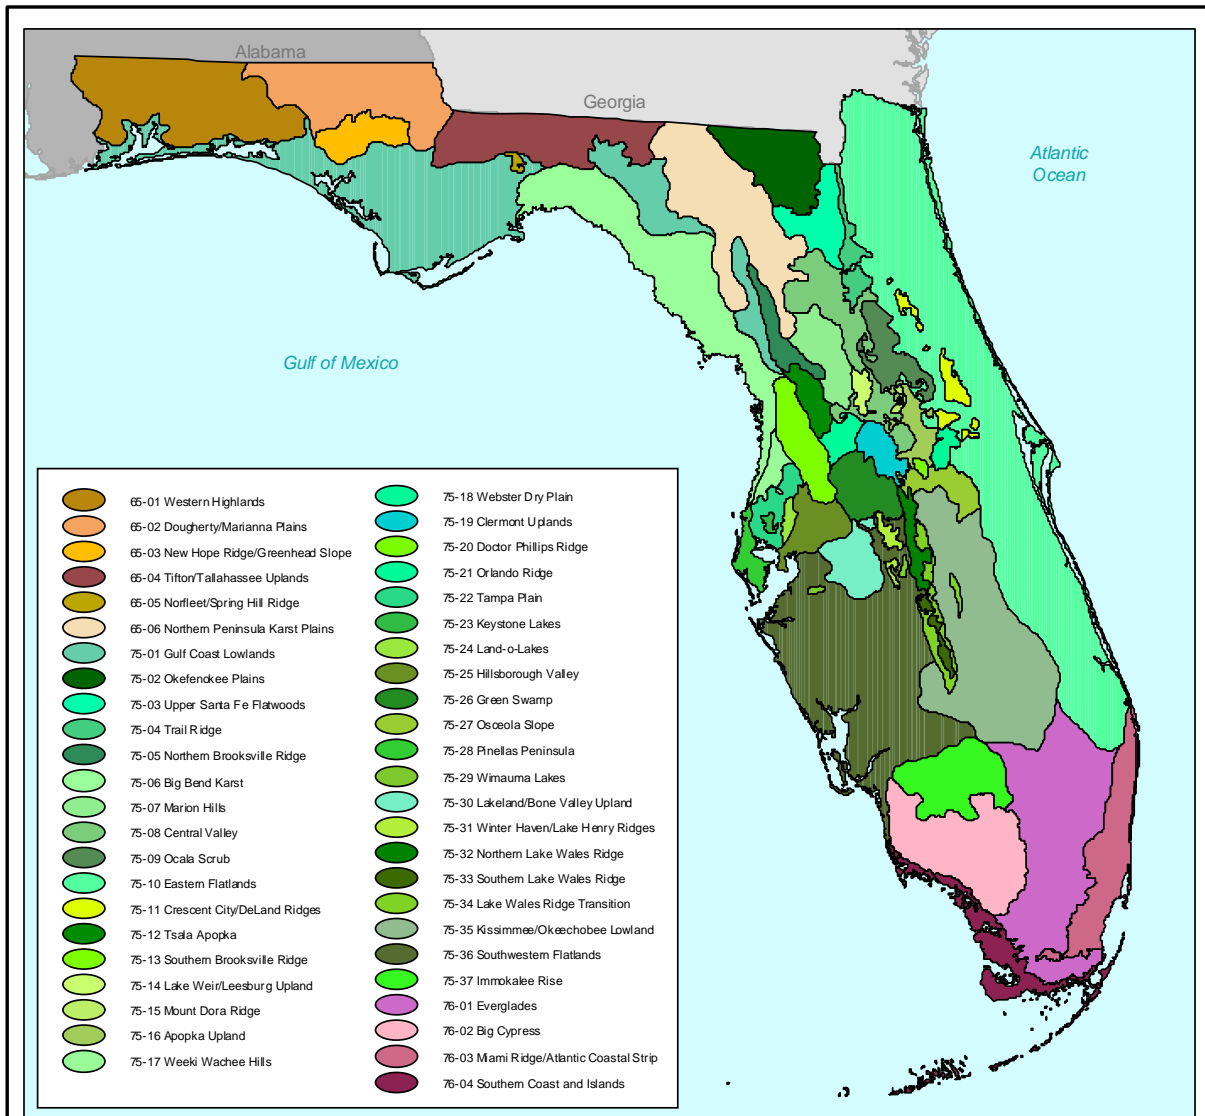 Alabama
Georgia
Atlantic
Ocean
Gulf of Mexico
65-01 Western Highlands
65-02 Dougherty/Marianna Plains
65-03 New Hope Ridge/Greenhead Slope
65-04 Tifton/Tallahassee Uplands
65-05 Norfleet/Spring Hill Ridge
65-06 Northern Peninsula Karst Plains
75-01 Gulf Coast Lowlands
75-02 Okefenokee Plains
75-03 Upper Santa Fe Flatwoods
75-04 Trail Ridge
75-05 Northern Brooksville Ridge
75-06 Big Bend Karst
75-07 Marion Hills
75-08 Central Valley
75-09 Ocala Scrub
75-10 Eastern Flatlands
75-11 Crescent City/DeLand Ridges
75-12 Tsala Apopka
75-13 Southern Brooksville Ridge
75-14 Lake Weir/Leesburg Upland
75-15 Mount Dora Ridge
75-16 Apopka Upland
75-17 Weeki Wachee Hills
75-18 Webster Dry Plain
75-19 Clermont Uplands
75-20 Doctor Phillips Ridge
75-21 Orlando Ridge
75-22 Tampa Plain
75-23 Keystone Lakes
75-24 Land-o-Lakes
75-25 Hillsborough Valley
75-26 Green Swamp
75-27 Osceola Slope
75-28 Pinellas Peninsula
75-29 Wimauma Lakes
75-30 Lakeland/Bone Valley Upland
75-31 Winter Haven/Lake Henry Ridges
75-32 Northern Lake Wales Ridge
75-33 Southern Lake Wales Ridge
75-34 Lake Wales Ridge Transition
75-35 Kissimmee/Okeechobee Lowland
75-36 Southwestern Flatlands
75-37 Immokalee Rise
76-01 Everglades
76-02 Big Cypress
76-03 Miami Ridge/Atlantic Coastal Strip
76-04 Southern Coast and Islands